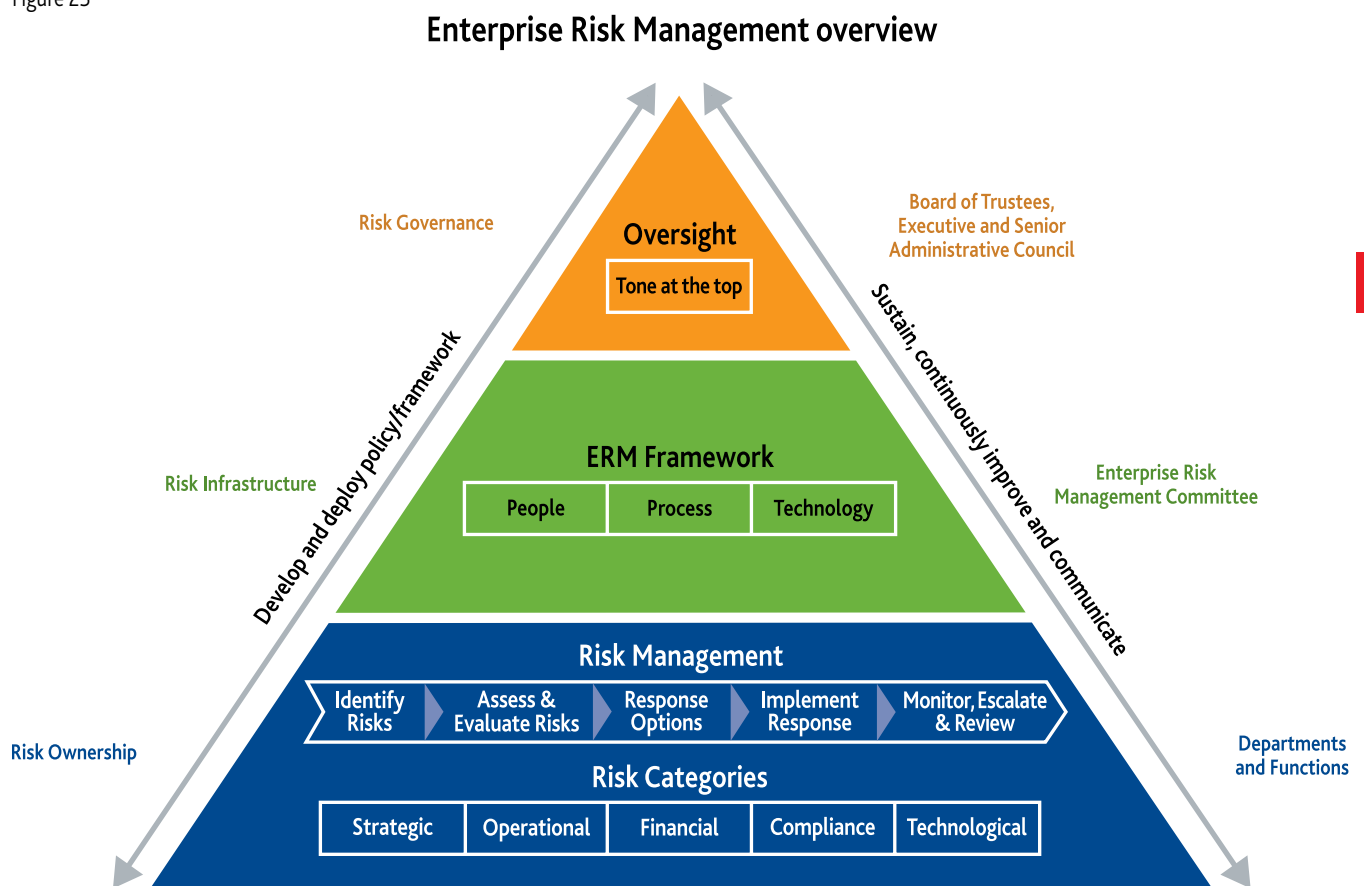 Figure 25
Enterprise Risk Management overview
Risk Governance
Board of Trustees,
Executive and Senior
Administrative Council
Oversight
Tone at the top
Develop and deploy policy/framework
Sustain, continuously improve and communicate
Risk Infrastructure
Enterprise Risk
Management Committee
ERM Framework
People
Process
Technology
Risk Ownership
Departments
and Functions
Risk Management
Identify
Risks
Assess &
Evaluate Risks
Response
Options
Implement
Response
Monitor, Escalate
& Review
Risk Categories
Strategic
Operational
Financial
Compliance
Technological